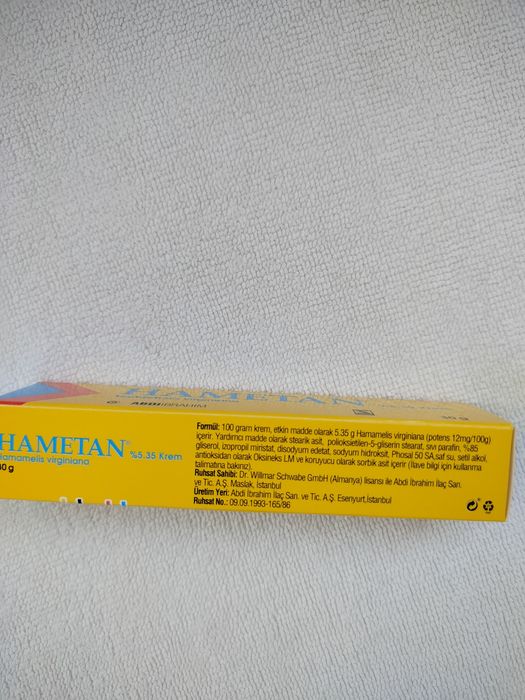 HAMETAN
ABDİ İBRAHİM
HAMETAN®
%5.35 Krem
Hamamelis virginiana
Formül: 100 gram krem, etkin madde olarak 5.35 g Hamamelis virginiana (potens 12mg/100g)
içerir. Yardımcı madde olarak stearik asit, polioksietilen-5-gliserin stearat, sıvı parafin, %85
gliserol, izopropil miristat, disodyum edetat, sodyum hidroksit, Phosal 50 SA,saf su, setil alkol,
antioksidan olarak Oksineks LM ve koruyucu olarak sorbik asit içerir (İlave bilgi için kullanma
talimatına bakınız).
Ruhsat Sahibi: Dr. Willmar Schwabe GmbH (Almanya) lisansı ile Abdi İbrahim İlaç San.
ve Tic. A.Ş. Maslak, İstanbul
Üretim Yeri: Abdi İbrahim İlaç San. ve Tic. A.Ş. Esenyurt,İstanbul
Ruhsat No.: 09.09.1993-165/86